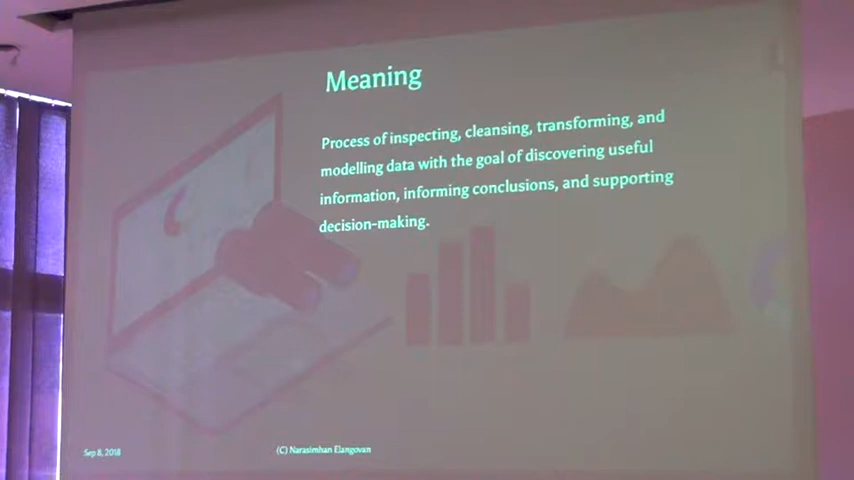 Meaning
Process of inspecting, cleansing, transforming, and
modelling data with the goal of discovering useful
information, informing conclusions, and supporting
decision-making.
Sep 8, 2018
(C) Narasimhan Elangovan